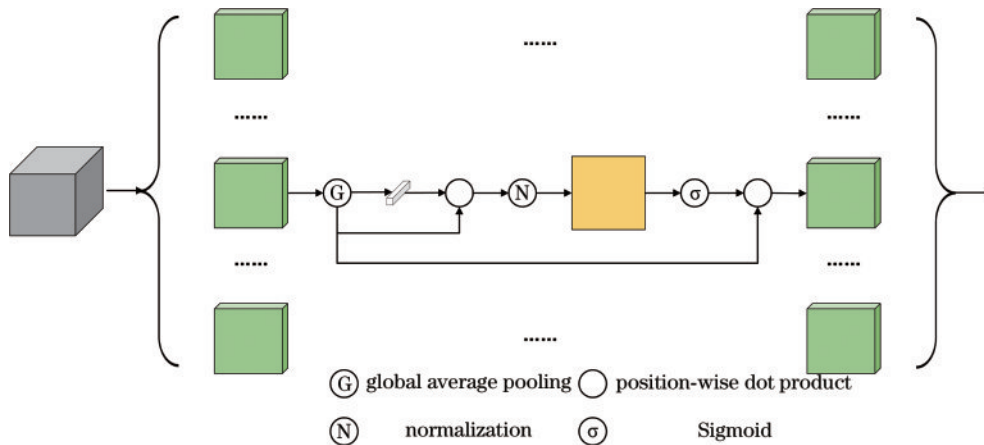 ......
...... ......
G N σ
...... ......
......
G global average pooling position-wise dot product
N normalization σ Sigmoid